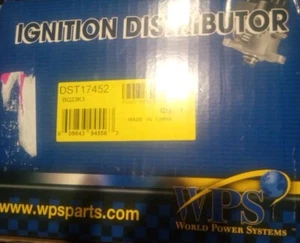 IGNITION DISTRIBUTOR
DST17452
MADE IN CHINA
WPS
WORLD POWER SYSTEMS
www.wpsparts.com